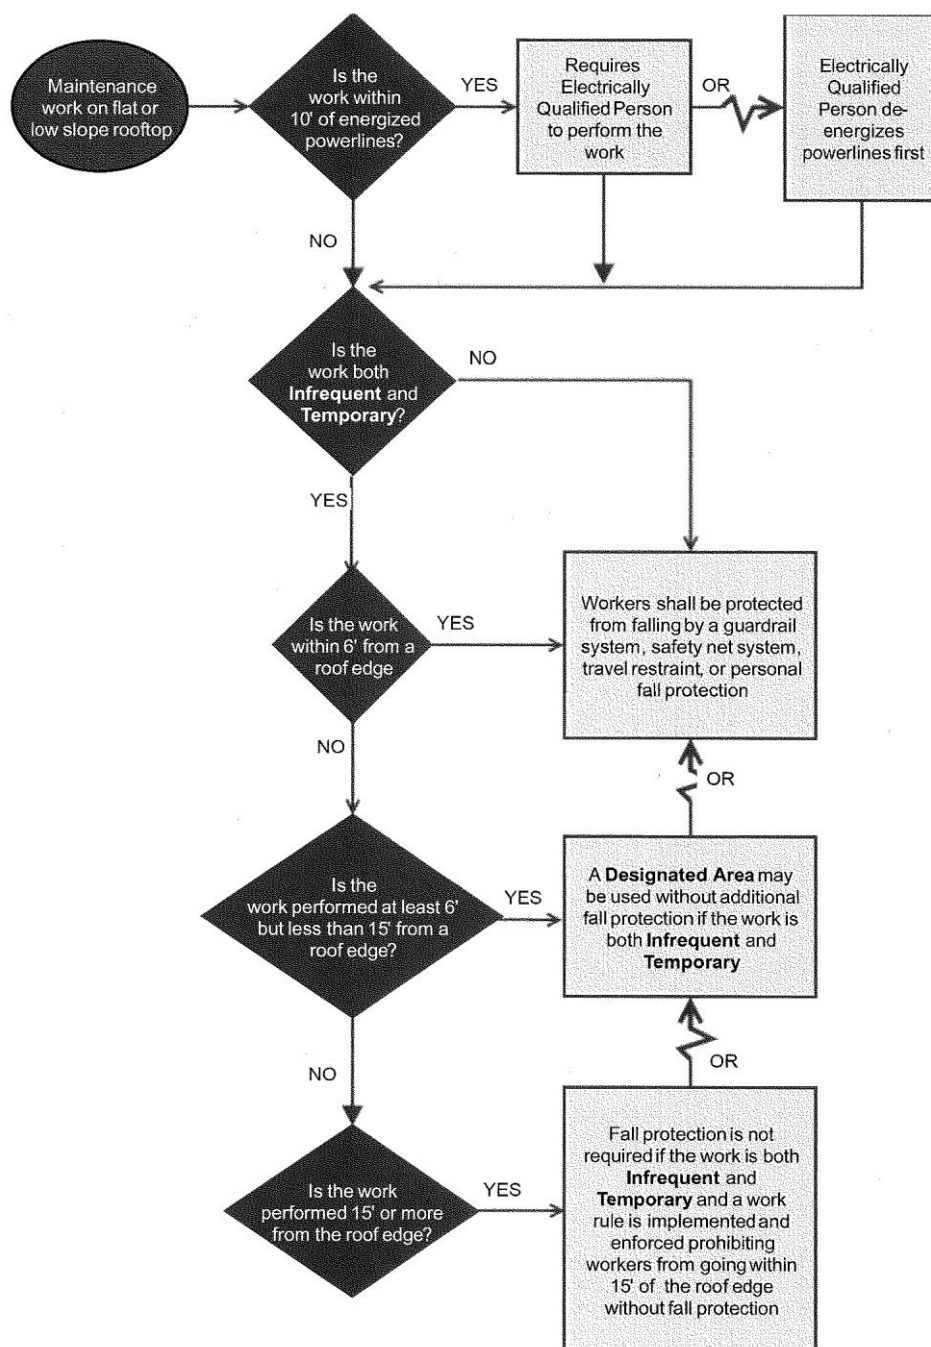 Maintenance
work on flat or
low slope rooftop
Is the
work within
10' of energized
powerlines?
YES
Requires
Electrically
Qualified Person
to perform the
work
OR
Electrically
Qualified
Person de-
energizes
powerlines first
NO
Is the
work both
Infrequent and
Temporary?
NO
YES
Is the work
within 6' from a
roof edge
YES
Workers shall be protected
from falling by a guardrail
system, safety net system,
travel restraint, or personal
fall protection
NO
OR
Is the
work performed at least 6'
but less than 15' from a
roof edge?
YES
A Designated Area may
be used without additional
fall protection if the work is
both Infrequent and
Temporary
NO
OR
Is the work
performed 15' or more
from the roof edge?
YES
Fall protection is not
required if the work is both
Infrequent and
Temporary and a work
rule is implemented and
enforced prohibiting
workers from going within
15' of the roof edge
without fall protection